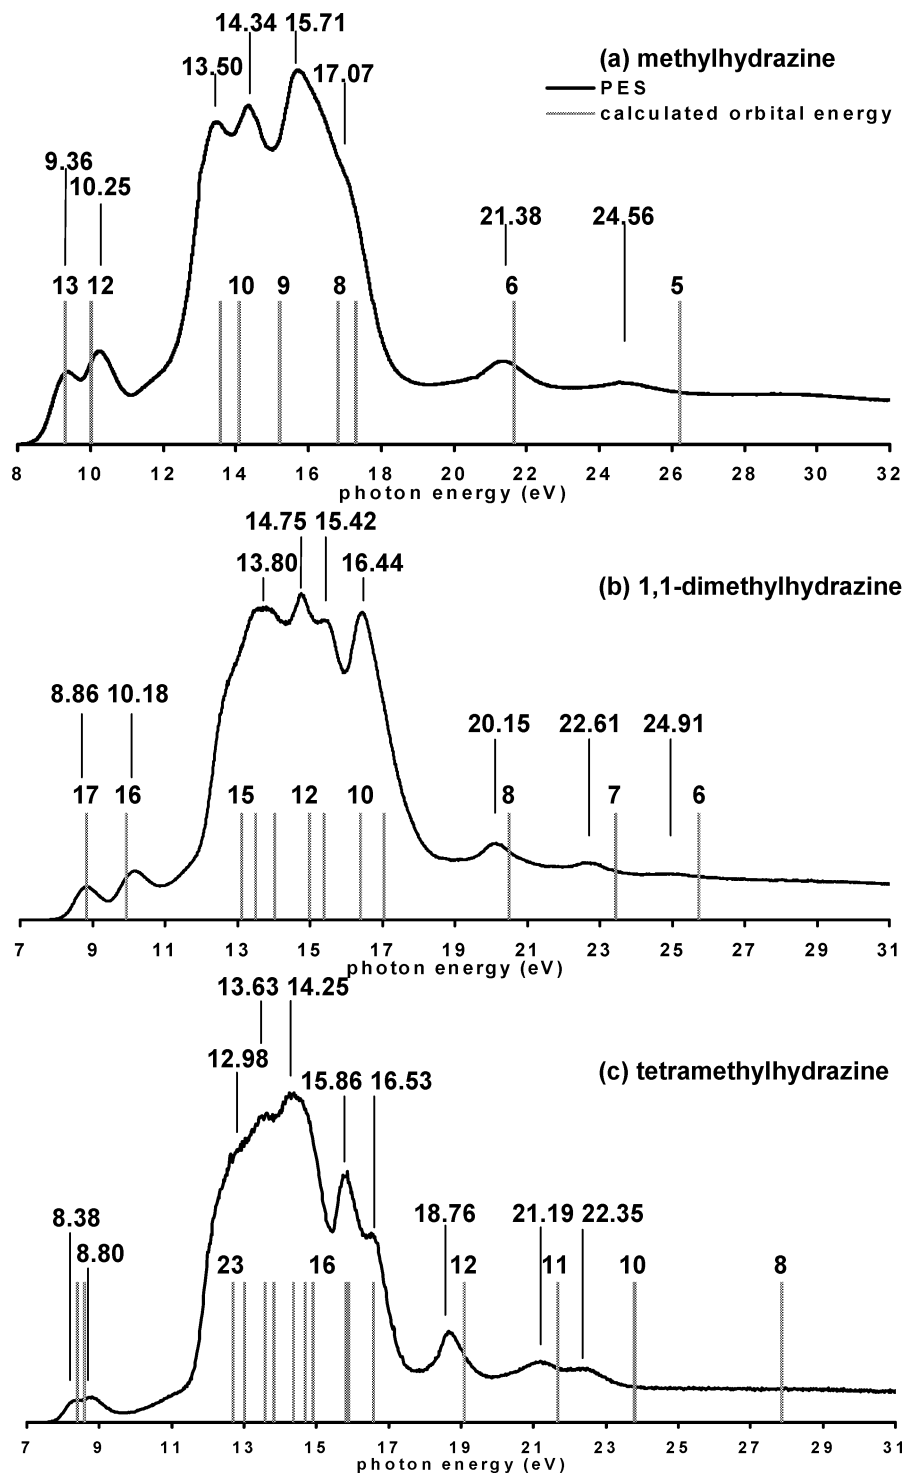 14.34 15.71
13.50 17.07
(a) methylhydrazine
PES
calculated orbital energy
9.36
10.25
21.38 24.56
13 12 10 9 8 6 5
8 10 12 14 16 18 20 22 24 26 28 30 32
photon energy (eV)
14.75 15.42
13.80 16.44
(b) 1,1-dimethylhydrazine
8.86 10.18
20.15 22.61 24.91
17 16 15 12 10 8 7 6
7 9 11 13 15 17 19 21 23 25 27 29 31
photon energy (eV)
13.63 14.25
12.98
15.86 16.53
(c) tetramethylhydrazine
8.38
8.80
18.76 21.19 22.35
23 16 12 11 10 8
7 9 11 13 15 17 19 21 23 25 27 29 31
photon energy (eV)